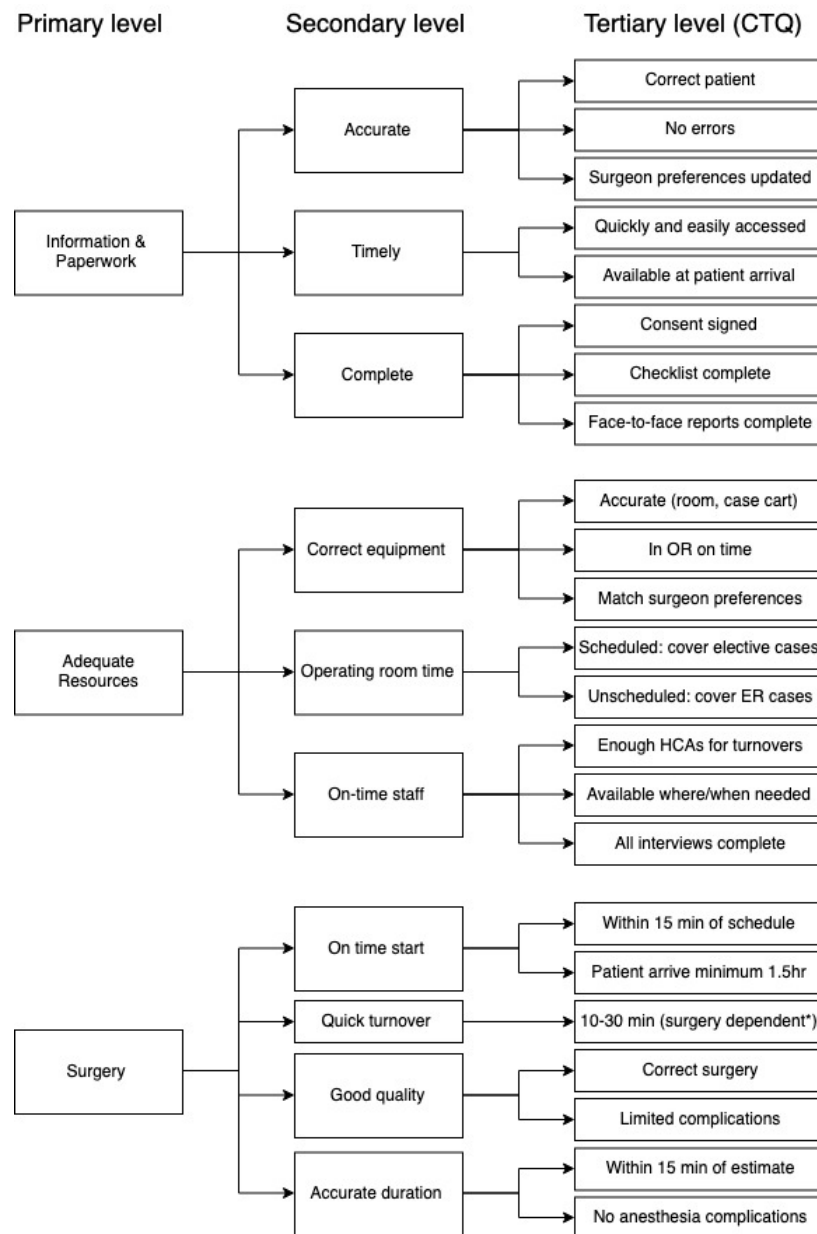 Primary level
Secondary level
Tertiary level (CTQ)
Information &
Paperwork
Accurate
Correct patient
No errors
Surgeon preferences updated
Timely
Quickly and easily accessed
Available at patient arrival
Complete
Consent signed
Checklist complete
Face-to-face reports complete
Adequate
Resources
Correct equipment
Accurate (room, case cart)
In OR on time
Match surgeon preferences
Operating room time
Scheduled: cover elective cases
Unscheduled: cover ER cases
On-time staff
Enough HCAs for turnovers
Available where/when needed
All interviews complete
Surgery
On time start
Within 15 min of schedule
Patient arrive minimum 1.5hr
Quick turnover
10-30 min (surgery dependent*)
Good quality
Correct surgery
Limited complications
Accurate duration
Within 15 min of estimate
No anesthesia complications